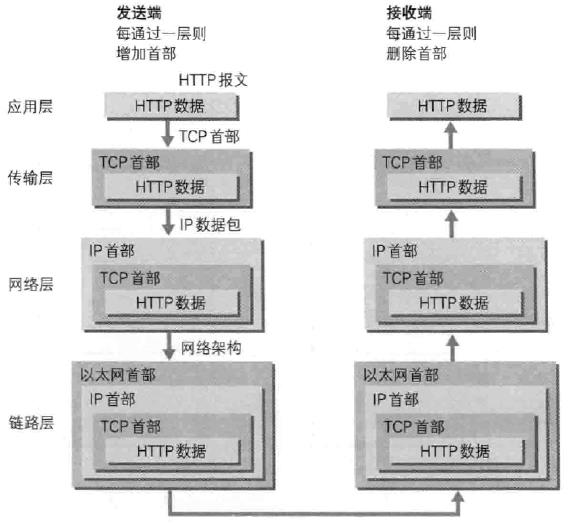 发送端
每通过一层则
增加首部
接收端
每通过一层则
删除首部
HTTP 报文
应用层
HTTP 数据
HTTP 数据
TCP 首部
传输层
TCP 首部
HTTP 数据
TCP 首部
HTTP 数据
IP 数据包
网络层
IP 首部
TCP 首部
HTTP 数据
IP 首部
TCP 首部
HTTP 数据
网络架构
链路层
以太网首部
IP 首部
TCP 首部
HTTP 数据
以太网首部
IP 首部
TCP 首部
HTTP 数据